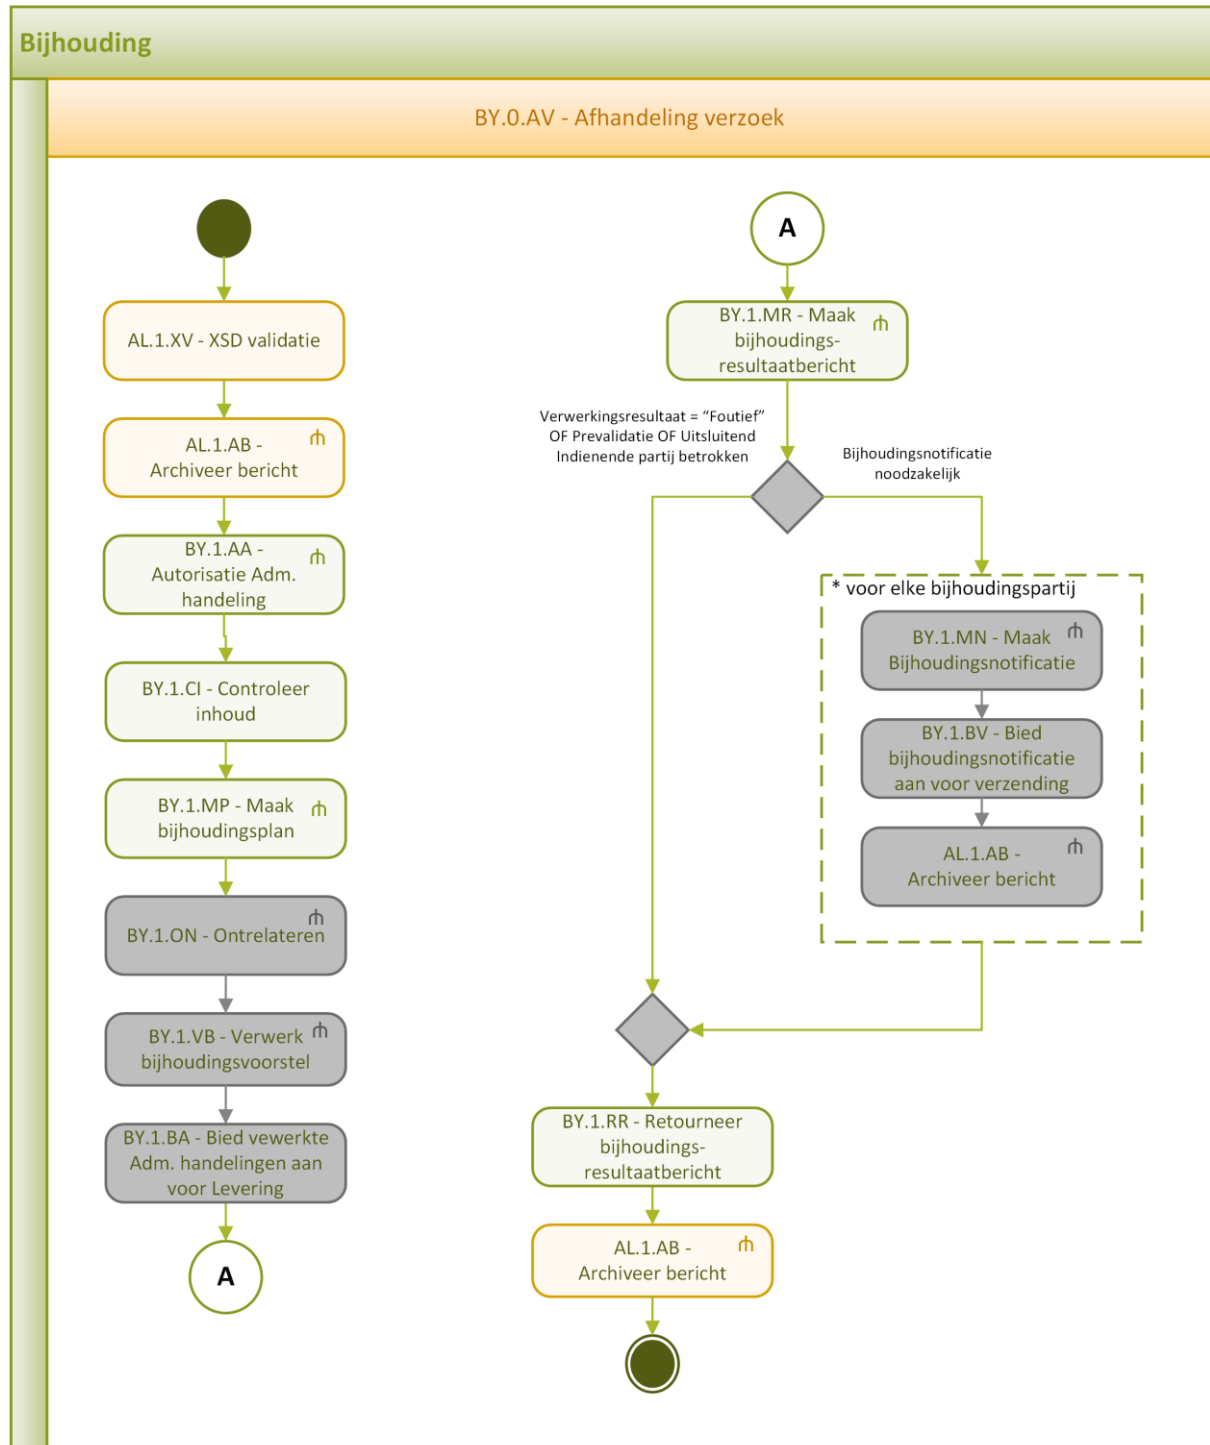 Bijhouding
BY.0.AV - Afhandeling verzoek
AL.1.XV - XSD validatie
AL.1.AB -
Archiveer bericht
BY.1.AA -
Autorisatie Adm.
handeling
BY.1.CI - Controleer
inhoud
BY.1.MP - Maak
bijhoudingsplan
BY.1.ON - Ontrelateren
BY.1.VB - Verwerk
bijhoudingsvoorstel
BY.1.BA - Bied vewerkte
Adm. handelingen aan
voor Levering
A
A
BY.1.MR - Maak
bijhoudings-
resultaatbericht
Verwerkingsresultaat = “Foutief”
OF Prevalidatie OF Uitsluitend
Indienende partij betrokken
Bijhoudingsnotificatie
noodzakelijk
* voor elke bijhoudingspartij
BY.1.MN - Maak
Bijhoudingsnotificatie
BY.1.BV - Bied
bijhoudingsnotificatie
aan voor verzending
AL.1.AB -
Archiveer bericht
BY.1.RR - Retourneer
bijhoudings-
resultaatbericht
AL.1.AB -
Archiveer bericht